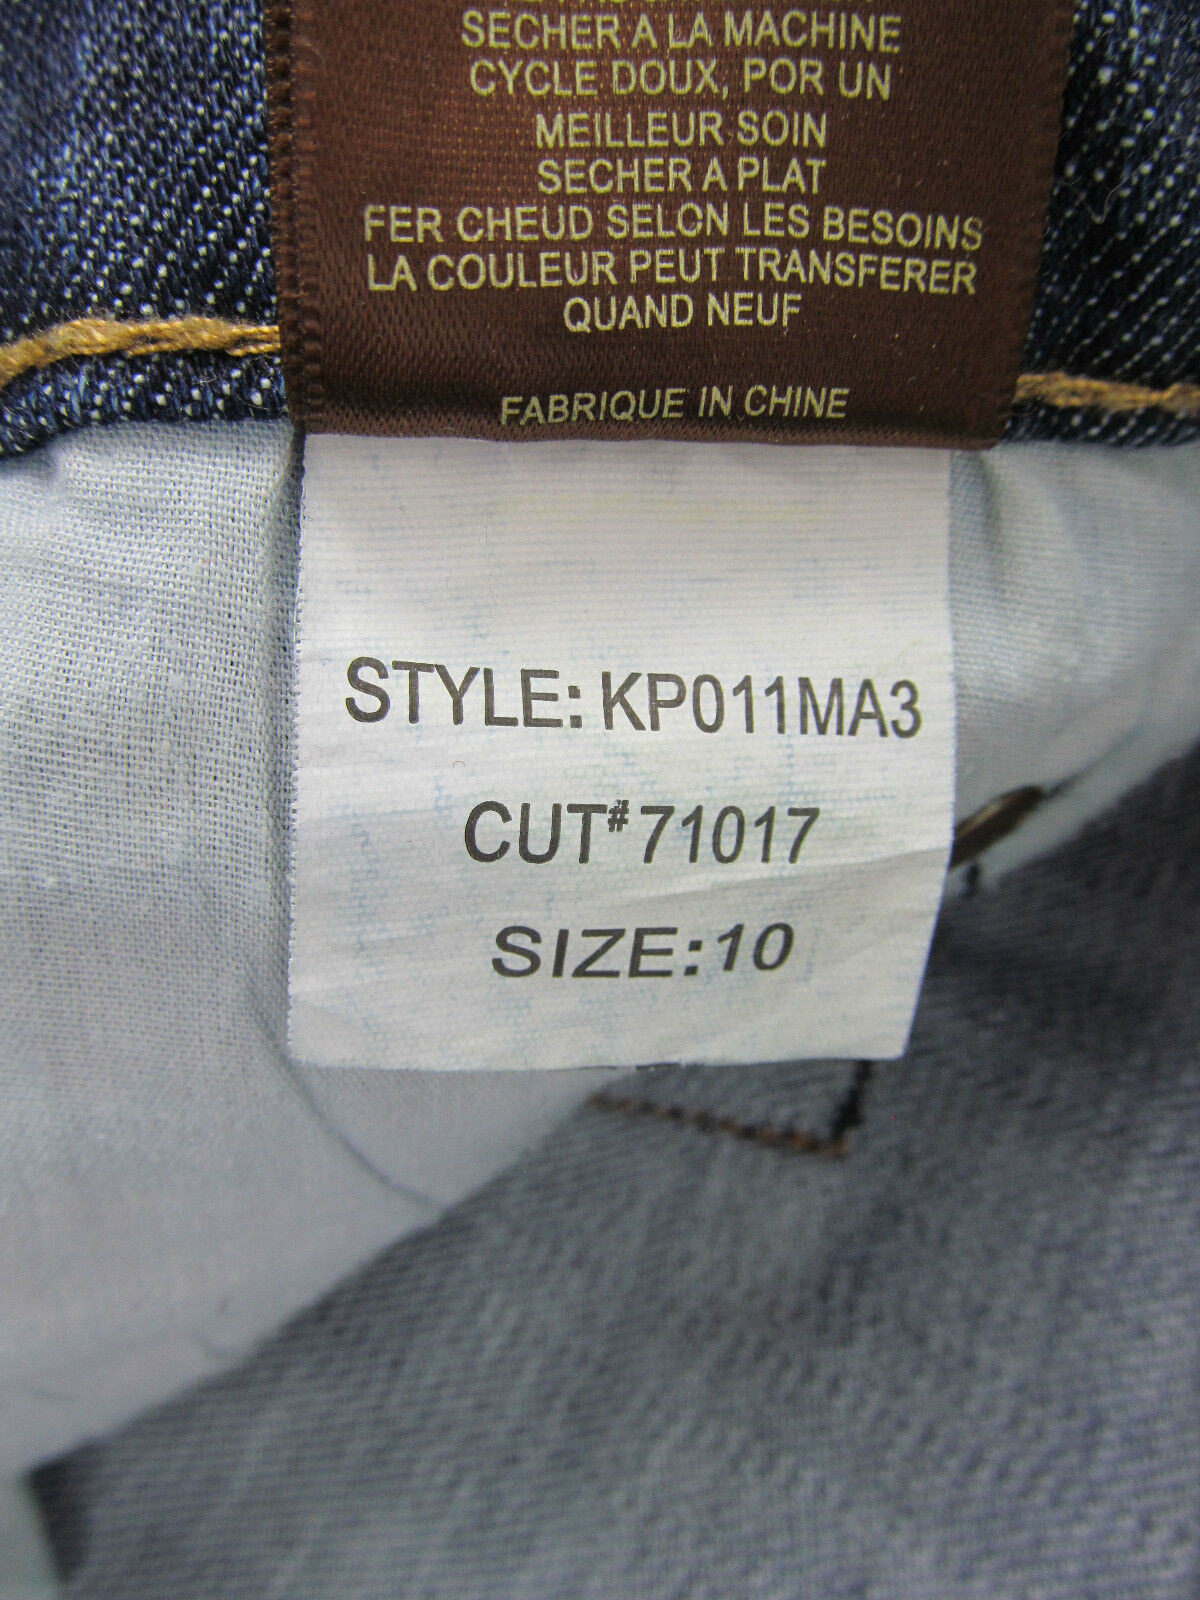 SECHER A LA MACHINE
CYCLE DOUX, POR UN
MEILLEUR SOIN
SECHER A PLAT
FER CHEUD SELON LES BESOINS
LA COULEUR PEUT TRANSFERER
QUAND NEUF
FABRIQUE IN CHINE
STYLE: KP011MA3
CUT# 71017
SIZE:10